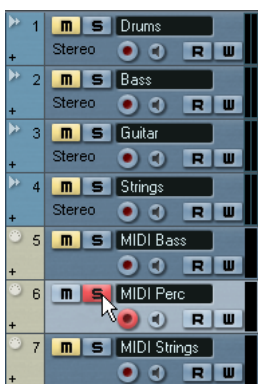 1 m S Drums
Stereo R W
+
2 m S Bass
Stereo R W
+
3 m S Guitar
Stereo R W
+
4 m S Strings
Stereo R W
+
5 m S MIDI Bass
R W
+
6 m S MIDI Perc
R W
+
7 m S MIDI Strings
R W
+